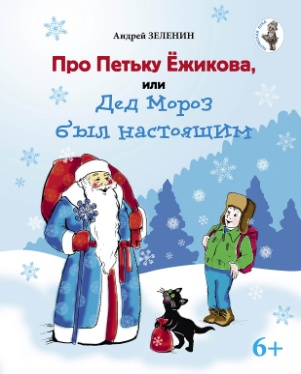 Андрей ЗЕЛЕНИН
Про Петьку Ёжикова,
или
Дед Мороз
был настоящим
6+